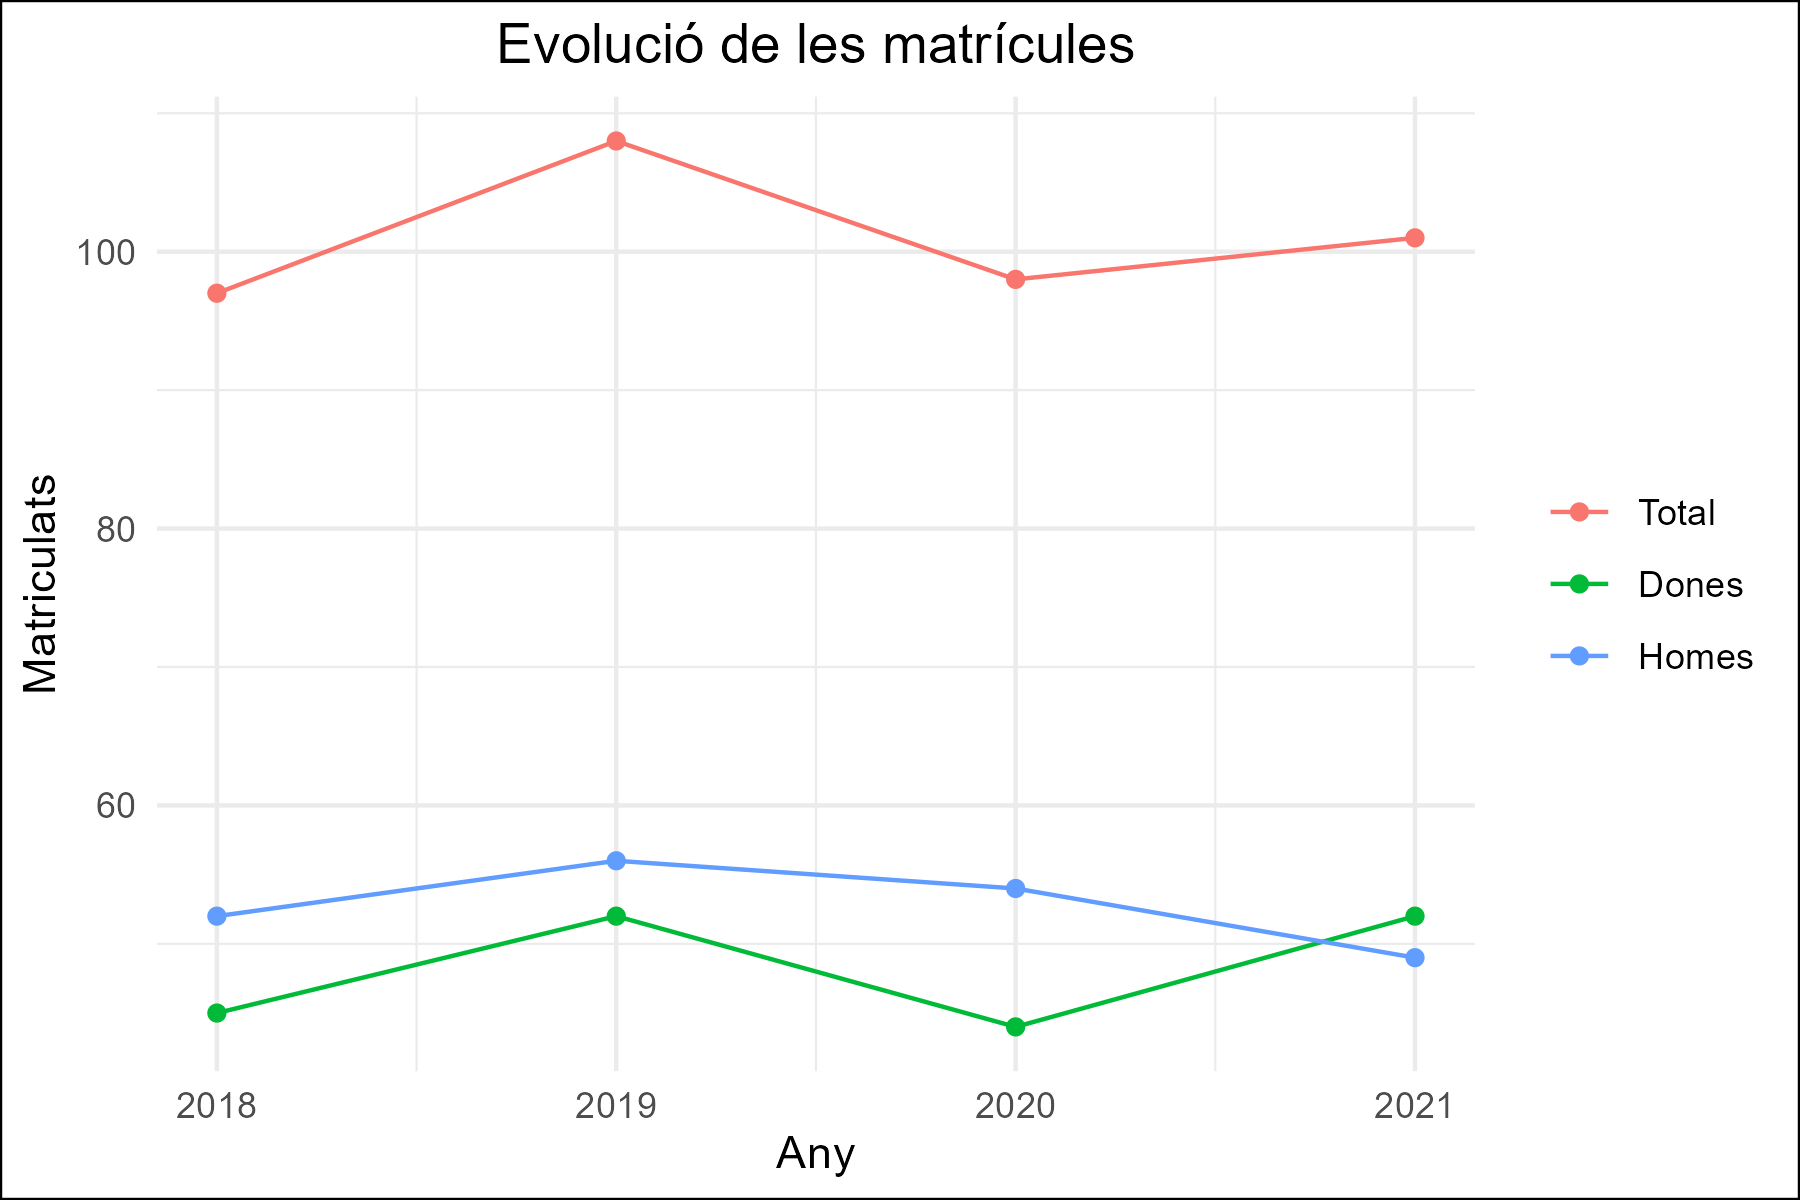 Evolució de les matrícules
Matriculats
100
80
60
2018
2019
2020
2021
Any
Total
Dones
Homes